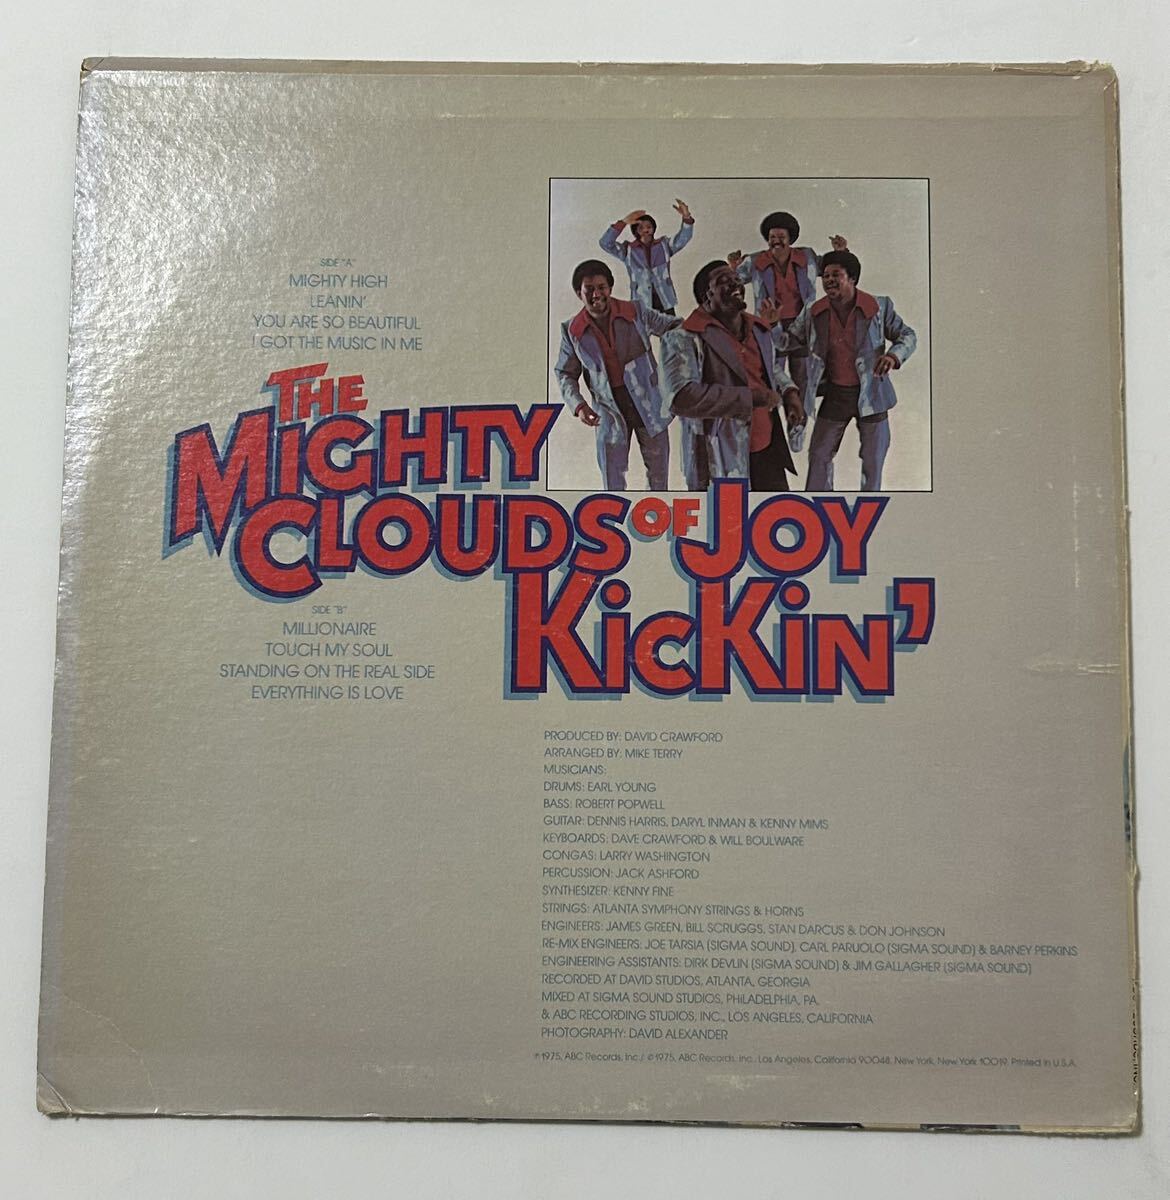 SIDE "A"
MIGHTY HIGH
LEANIN'
YOU ARE SO BEAUTIFUL
I GOT THE MUSIC IN ME
THE
MIGHTY
CLOUDS OF JOY
KICKIN'
SIDE "B"
MILLIONAIRE
TOUCH MY SOUL
STANDING ON THE REAL SIDE
EVERYTHING IS LOVE
PRODUCED BY: DAVID CRAWFORD
ARRANGED BY: MIKE TERRY
MUSICIANS:
DRUMS: EARL YOUNG
BASS: ROBERT POPWELL
GUITAR: DENNIS HARRIS, DARYL INMAN & KENNY MIMS
KEYBOARDS: DAVE CRAWFORD & WILL BOULWARE
CONGAS: LARRY WASHINGTON
PERCUSSION: JACK ASHFORD
SYNTHESIZER: KENNY FINE
STRINGS: ATLANTA SYMPHONY STRINGS & HORNS
ENGINEERS: JAMES GREEN, BILL SCRUGGS, STAN DARCUS & DON JOHNSON
RE-MIX ENGINEERS: JOE TARSIA (SIGMA SOUND), CARL PARUOLO (SIGMA SOUND) & BARNEY PERKINS
ENGINEERING ASSISTANTS: DIRK DEVLIN (SIGMA SOUND) & JIM GALLAGHER (SIGMA SOUND)
RECORDED AT DAVID STUDIOS, ATLANTA, GEORGIA
MIXED AT SIGMA SOUND STUDIOS, PHILADELPHIA, PA.
& ABC RECORDING STUDIOS, INC., LOS ANGELES, CALIFORNIA
PHOTOGRAPHY: DAVID ALEXANDER
℗ 1975, ABC Records, Inc./ © 1975, ABC Records, Inc., Los Angeles, California 90048, New York, New York 10019. Printed in U.S.A.